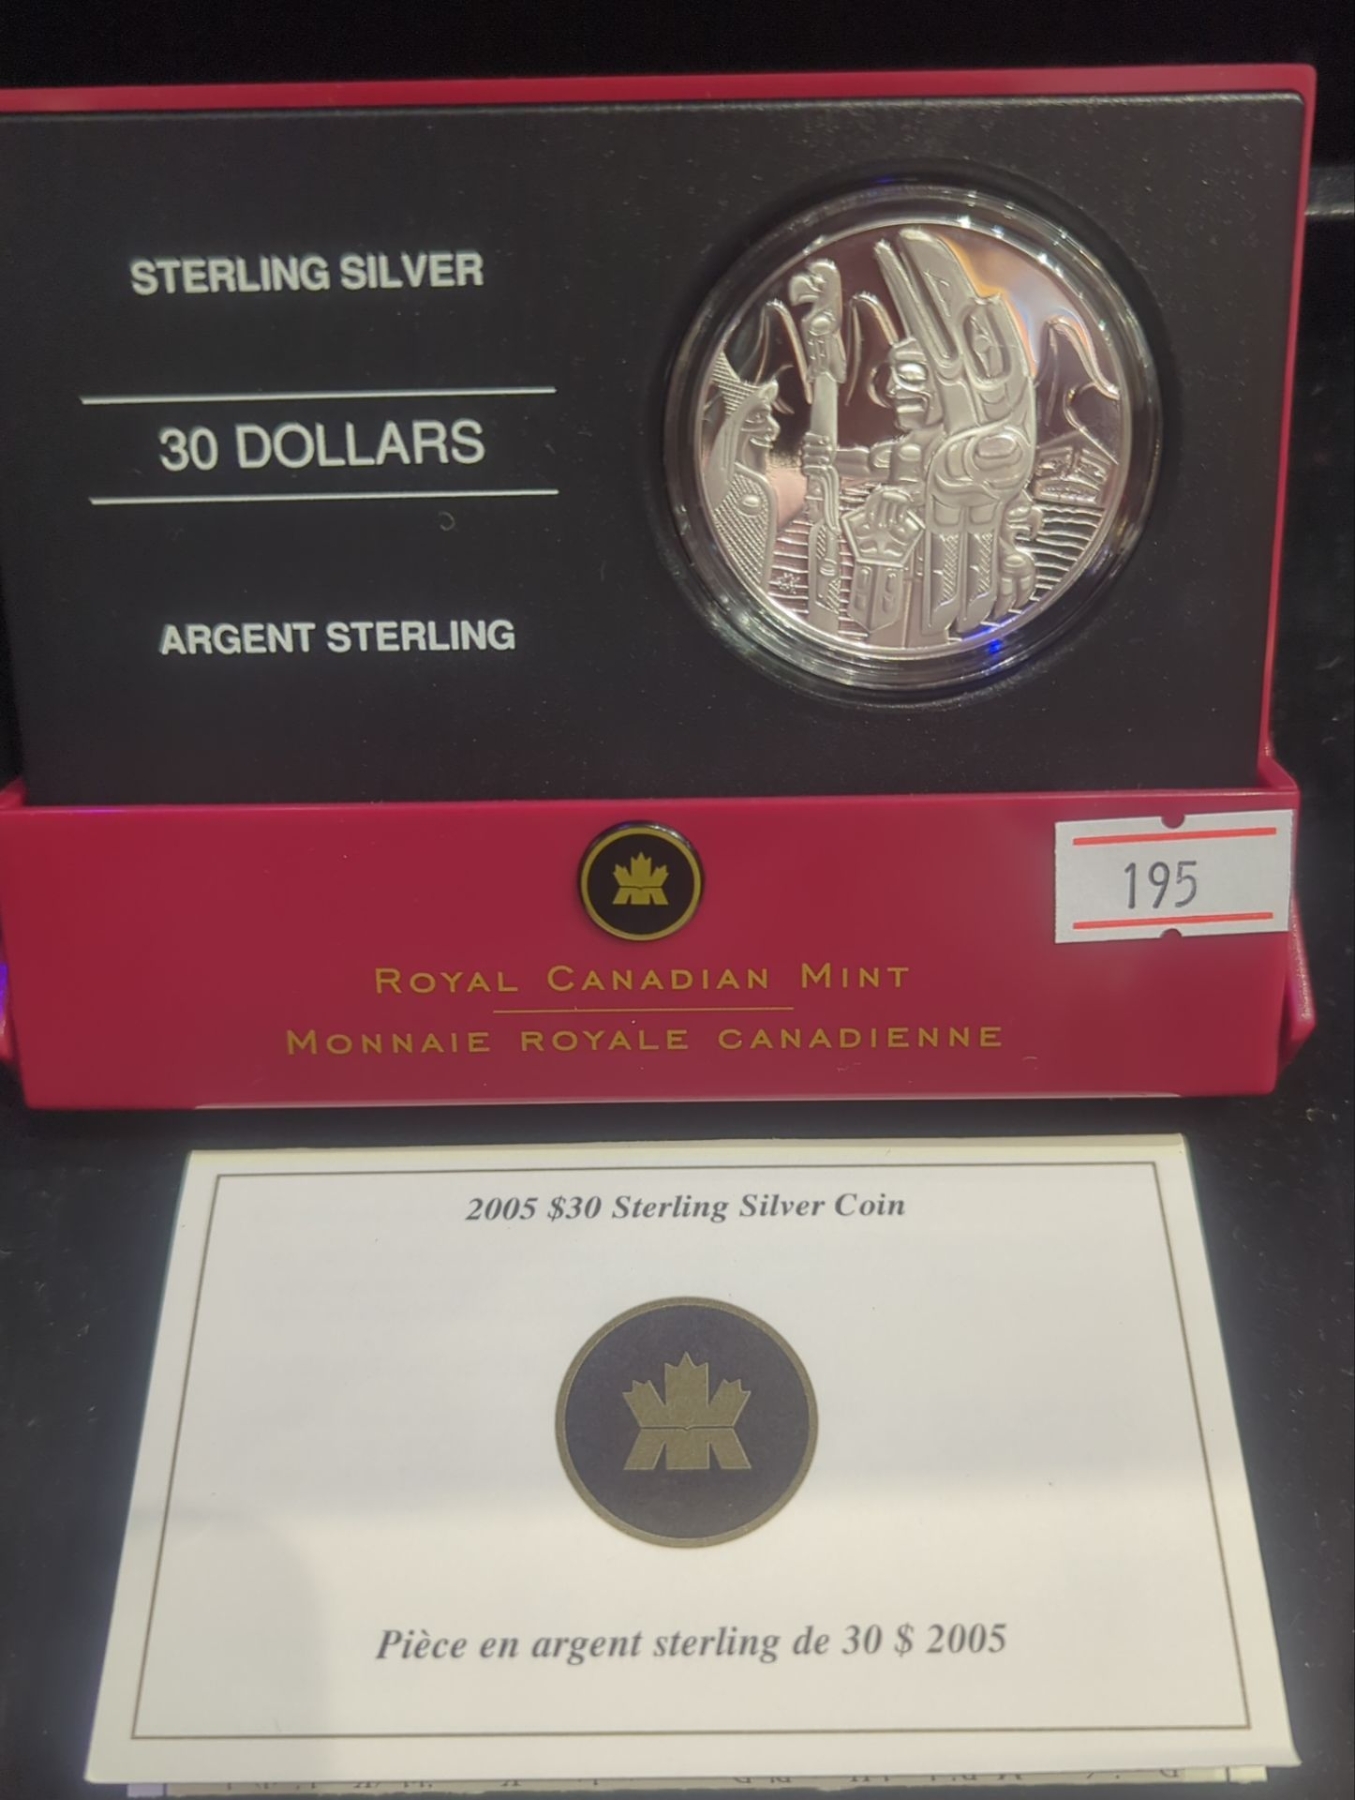 STERLING SILVER
30 DOLLARS
ARGENT STERLING
195
ROYAL CANADIAN MINT
MONNAIE ROYALE CANADIENNE
2005 $30 Sterling Silver Coin
Pièce en argent sterling de 30 $ 2005